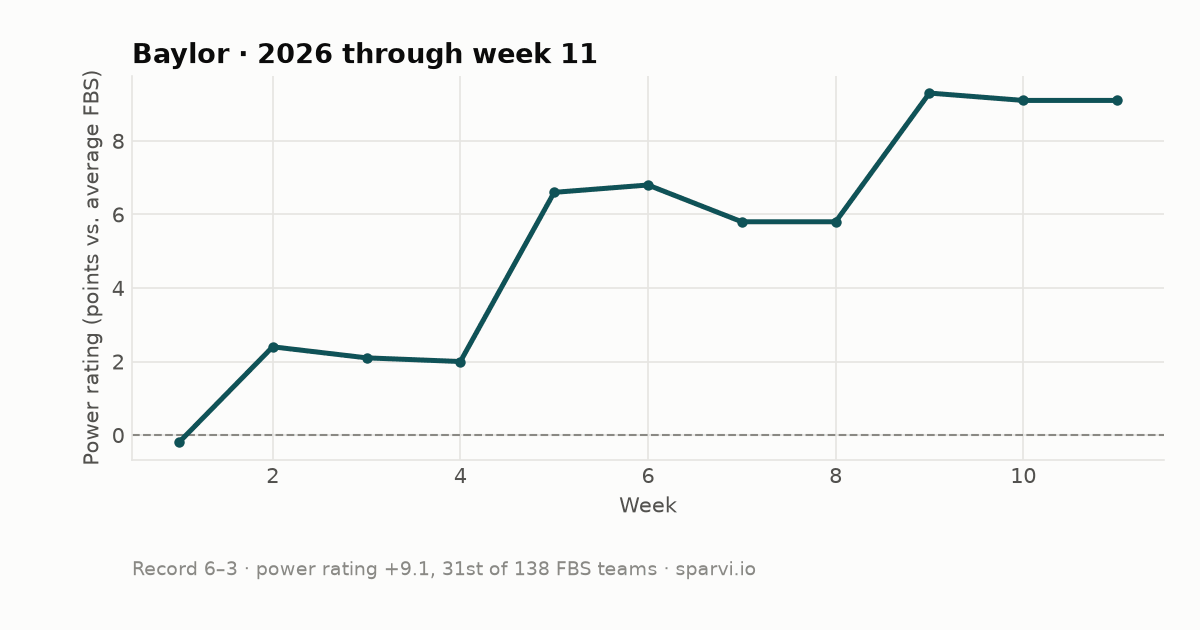 Baylor · 2026 through week 11
Power rating (points vs. average FBS)
8
6
4
2
0
2 4 6 8 10
Week
Record 6–3 · power rating +9.1, 31st of 138 FBS teams · sparvi.io